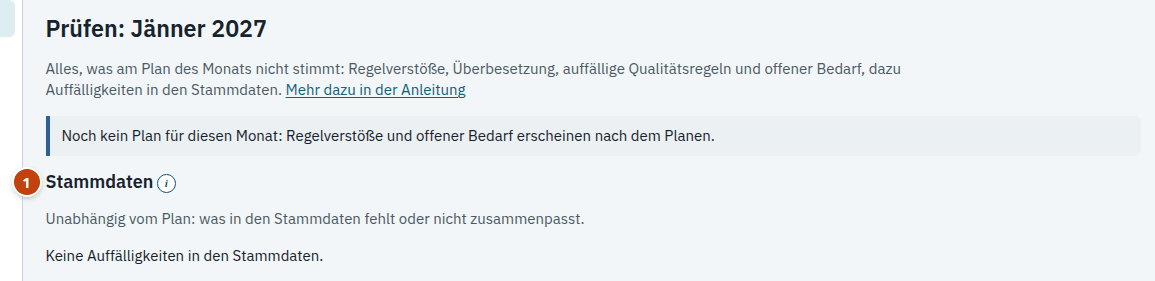 Prüfen: Jänner 2027
Alles, was am Plan des Monats nicht stimmt: Regelverstöße, Überbesetzung, auffällige Qualitätsregeln und offener Bedarf, dazu
Auffälligkeiten in den Stammdaten. Mehr dazu in der Anleitung
Noch kein Plan für diesen Monat: Regelverstöße und offener Bedarf erscheinen nach dem Planen.
1 Stammdaten i
Unabhängig vom Plan: was in den Stammdaten fehlt oder nicht zusammenpasst.
Keine Auffälligkeiten in den Stammdaten.